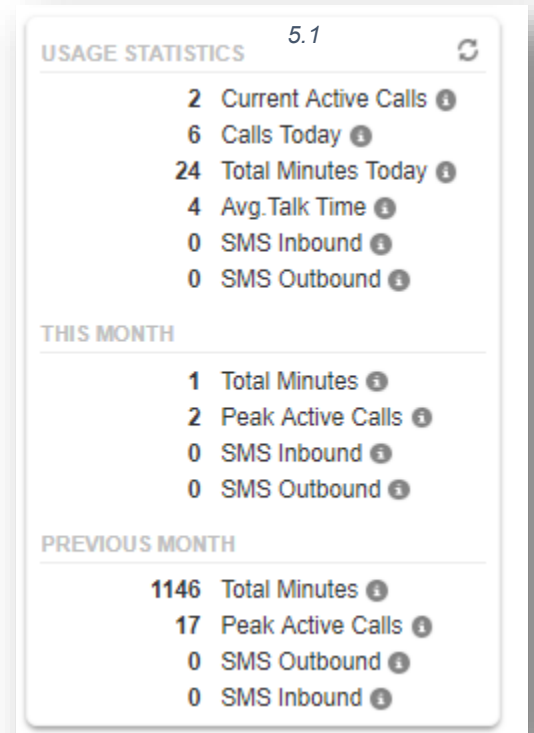 5.1
USAGE STATISTICS
2 Current Active Calls
6 Calls Today
24 Total Minutes Today
4 Avg.Talk Time
0 SMS Inbound
0 SMS Outbound
THIS MONTH
1 Total Minutes
2 Peak Active Calls
0 SMS Inbound
0 SMS Outbound
PREVIOUS MONTH
1146 Total Minutes
17 Peak Active Calls
0 SMS Outbound
0 SMS Inbound